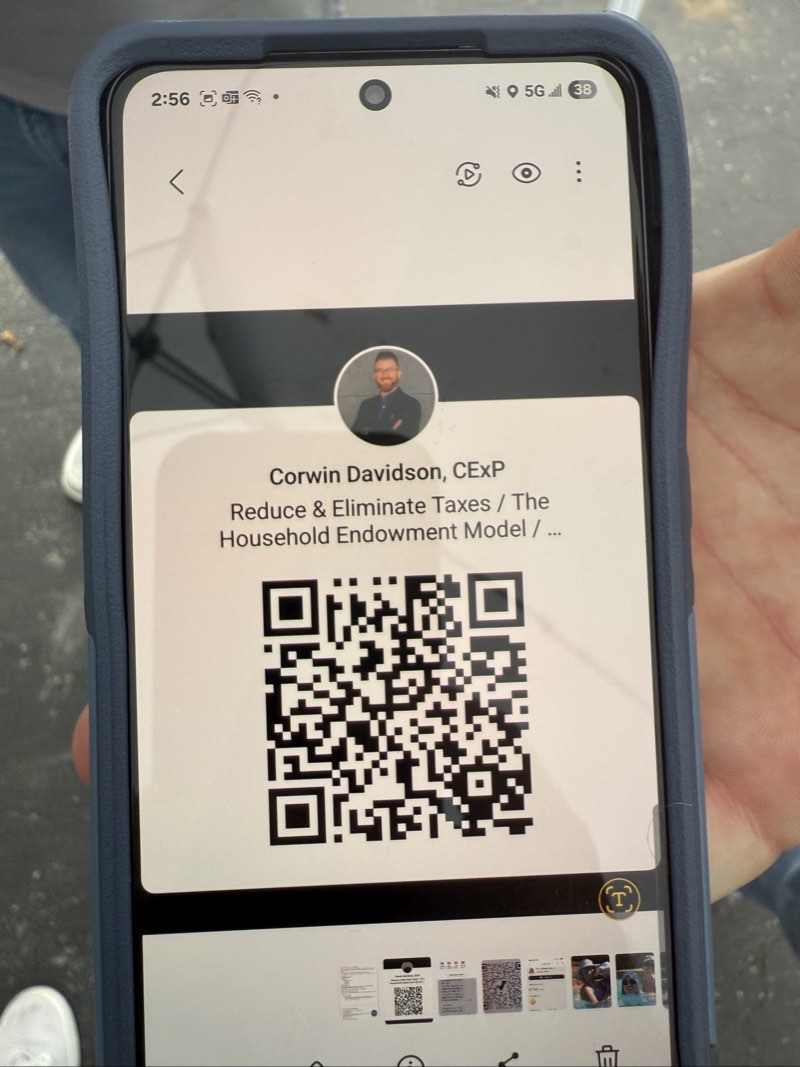 2:56
5G 38
Corwin Davidson, CExP
Reduce & Eliminate Taxes / The
Household Endowment Model / ...
T